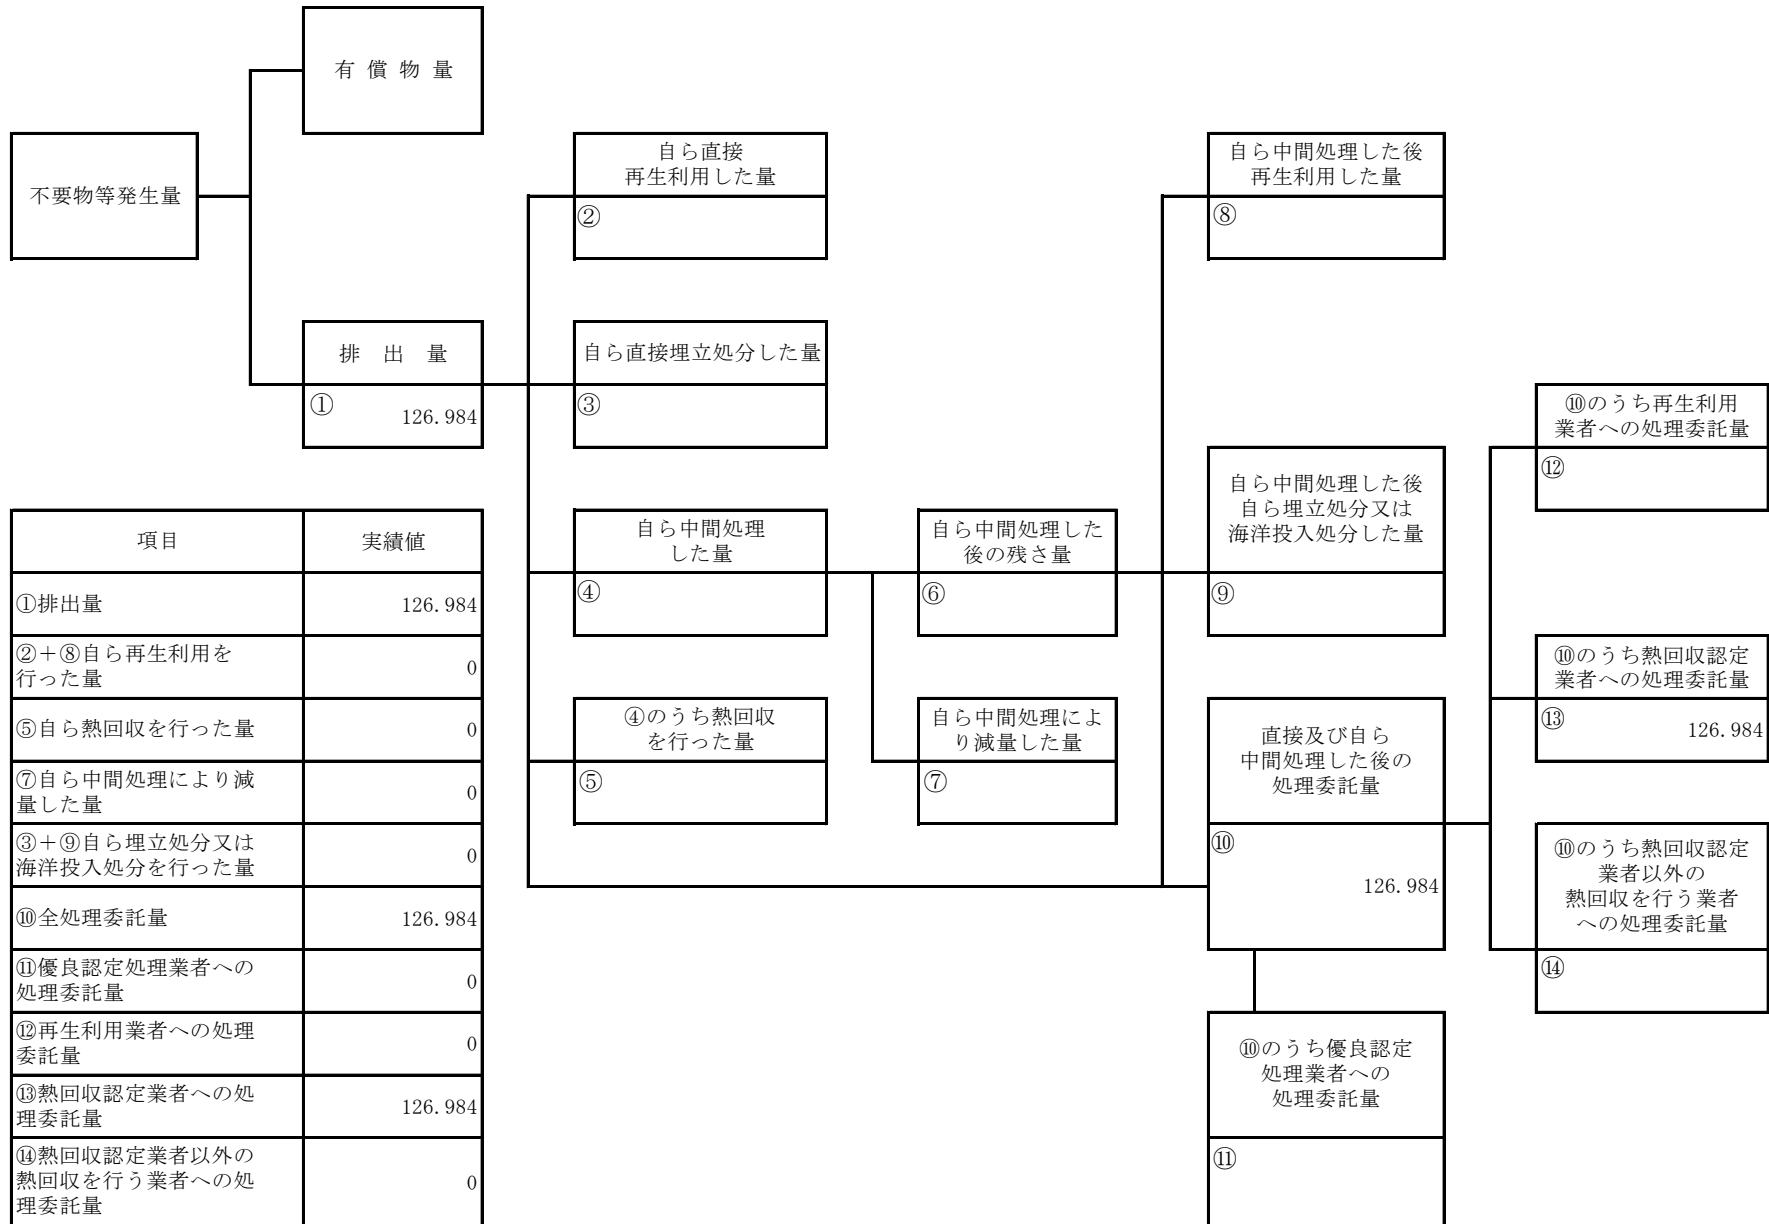 有償物量
不要物等発生量
排出量
①
126.984
自ら直接
再生利用した量
②
自ら直接埋立処分した量
③
自ら中間処理
した量
④
④のうち熱回収
を行った量
⑤
自ら中間処理した
後の残さ量
⑥
自ら中間処理によ
り減量した量
⑦
自ら中間処理した後
再生利用した量
⑧
自ら中間処理した後
自ら埋立処分又は
海洋投入処分した量
⑨
直接及び自ら
中間処理した後の
処理委託量
⑩
126.984
⑩のうち優良認定
処理業者への
処理委託量
⑪
⑩のうち再生利用
業者への処理委託量
⑫
⑩のうち熱回収認定
業者への処理委託量
⑬
126.984
⑩のうち熱回収認定
業者以外の
熱回収を行う業者
への処理委託量
⑭
項目 実績値
①排出量 126.984
②+⑧自ら再生利用を
行った量 0
⑤自ら熱回収を行った量 0
⑦自ら中間処理により減
量した量 0
③+⑨自ら埋立処分又は
海洋投入処分を行った量 0
⑩全処理委託量 126.984
⑪優良認定処理業者への
処理委託量 0
⑫再生利用業者への処理
委託量 0
⑬熱回収認定業者への処
理委託量 126.984
⑭熱回収認定業者以外の
熱回収を行う業者への処
理委託量 0